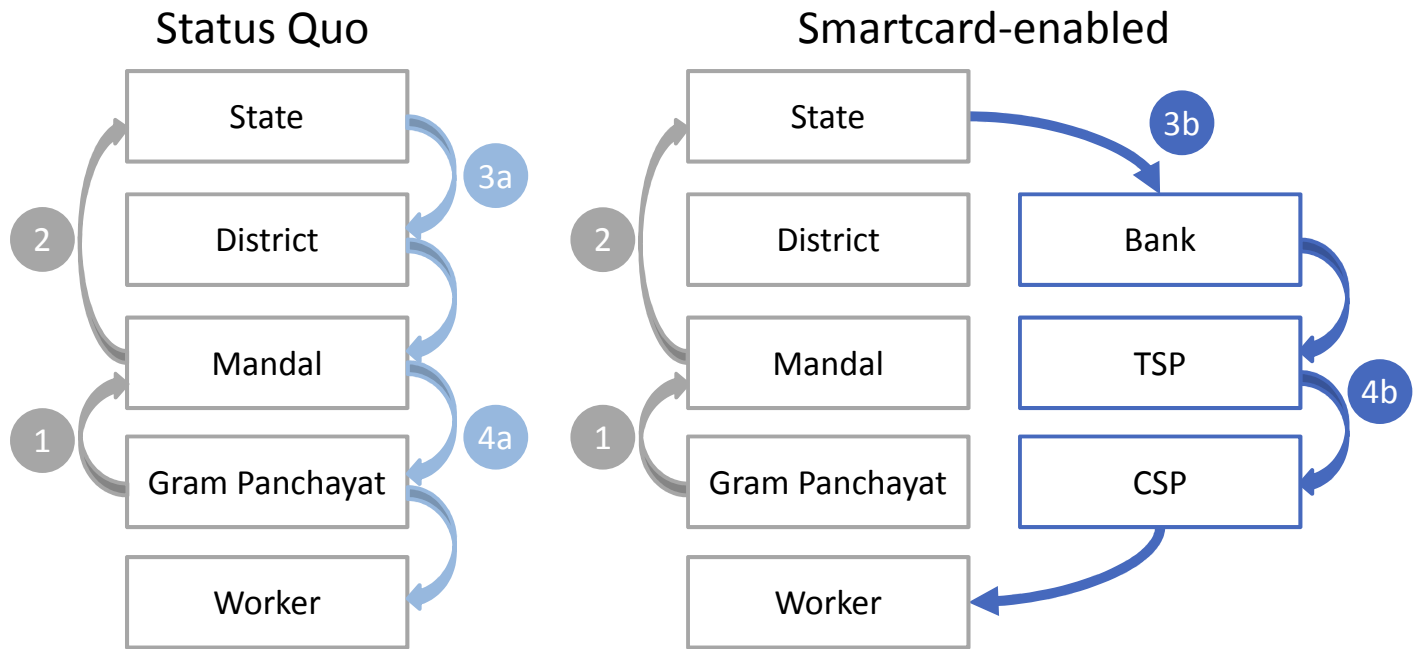 Status Quo
State
District
Mandal
Gram Panchayat
Worker
2
1
3a
4a
Smartcard-enabled
State
District
Mandal
Gram Panchayat
Worker
2
1
3b
Bank
TSP
CSP
4b